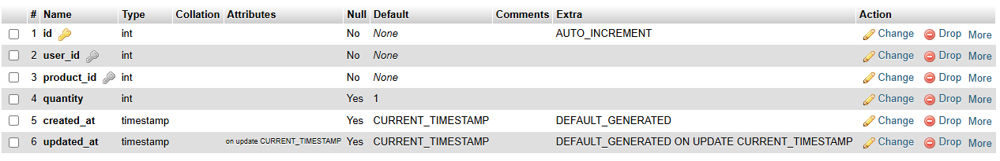 # Name Type Collation Attributes Null Default Comments Extra Action
1 id int No None AUTO_INCREMENT Change Drop More
2 user_id int No None Change Drop More
3 product_id int No None Change Drop More
4 quantity int Yes 1 Change Drop More
5 created_at timestamp Yes CURRENT_TIMESTAMP DEFAULT_GENERATED Change Drop More
6 updated_at timestamp on update CURRENT_TIMESTAMP Yes CURRENT_TIMESTAMP DEFAULT_GENERATED ON UPDATE CURRENT_TIMESTAMP Change Drop More